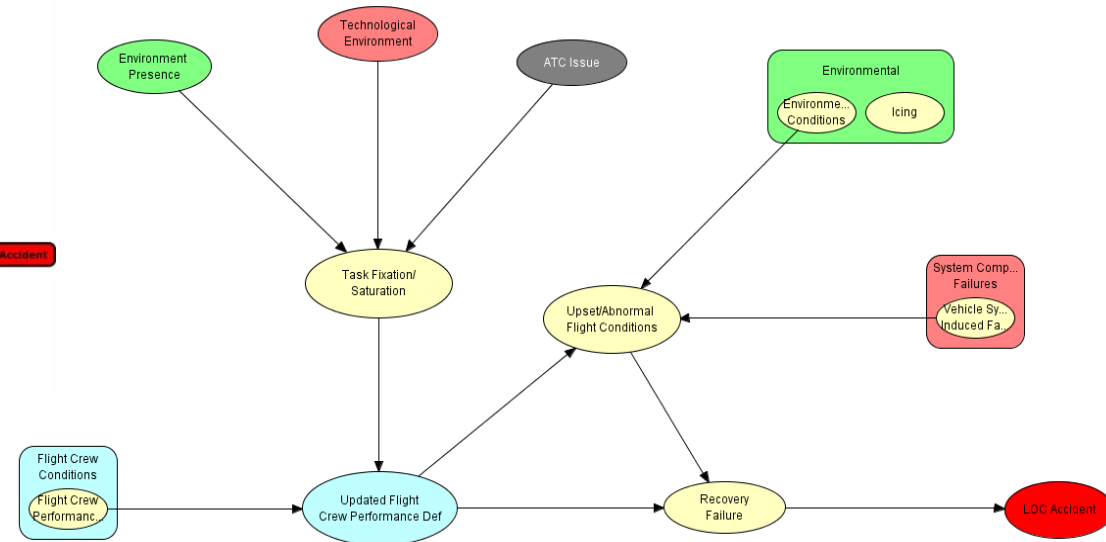 Technological
Environment
Environment
Presence
ATC Issue
Environmental
Environme...
Conditions
Icing
Accident
Task Fixation/
Saturation
System Comp...
Failures
Vehicle Sy...
Induced Fa...
Upset/Abnormal
Flight Conditions
Flight Crew
Conditions
Flight Crew
Performanc...
Updated Flight
Crew Performance Def
Recovery
Failure
LOC Accident